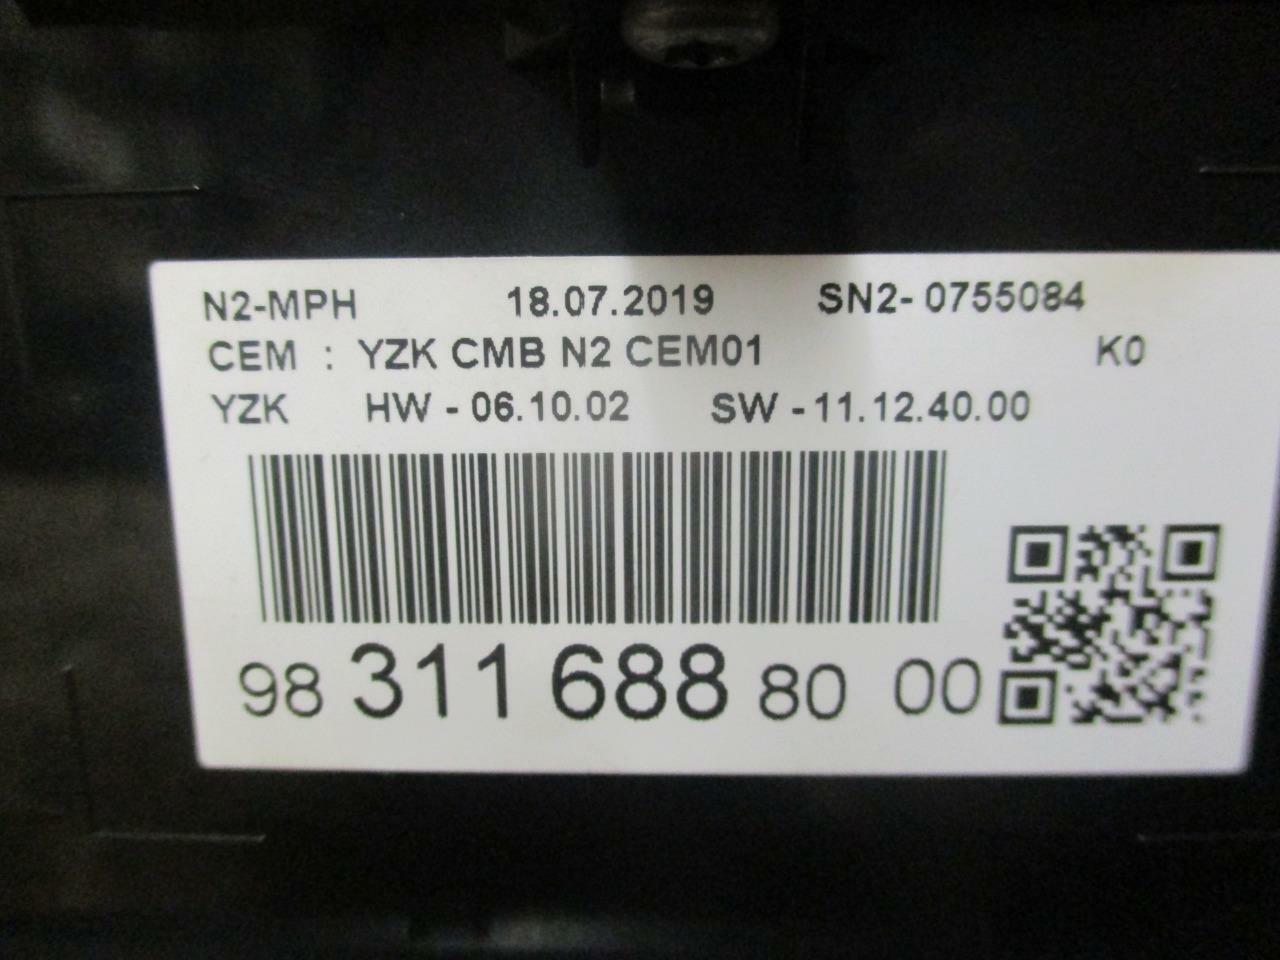 N2-MPH 18.07.2019 SN2- 0755084
CEM : YZK CMB N2 CEM01 K0
YZK HW - 06.10.02 SW - 11.12.40.00
98 311 688 80 00